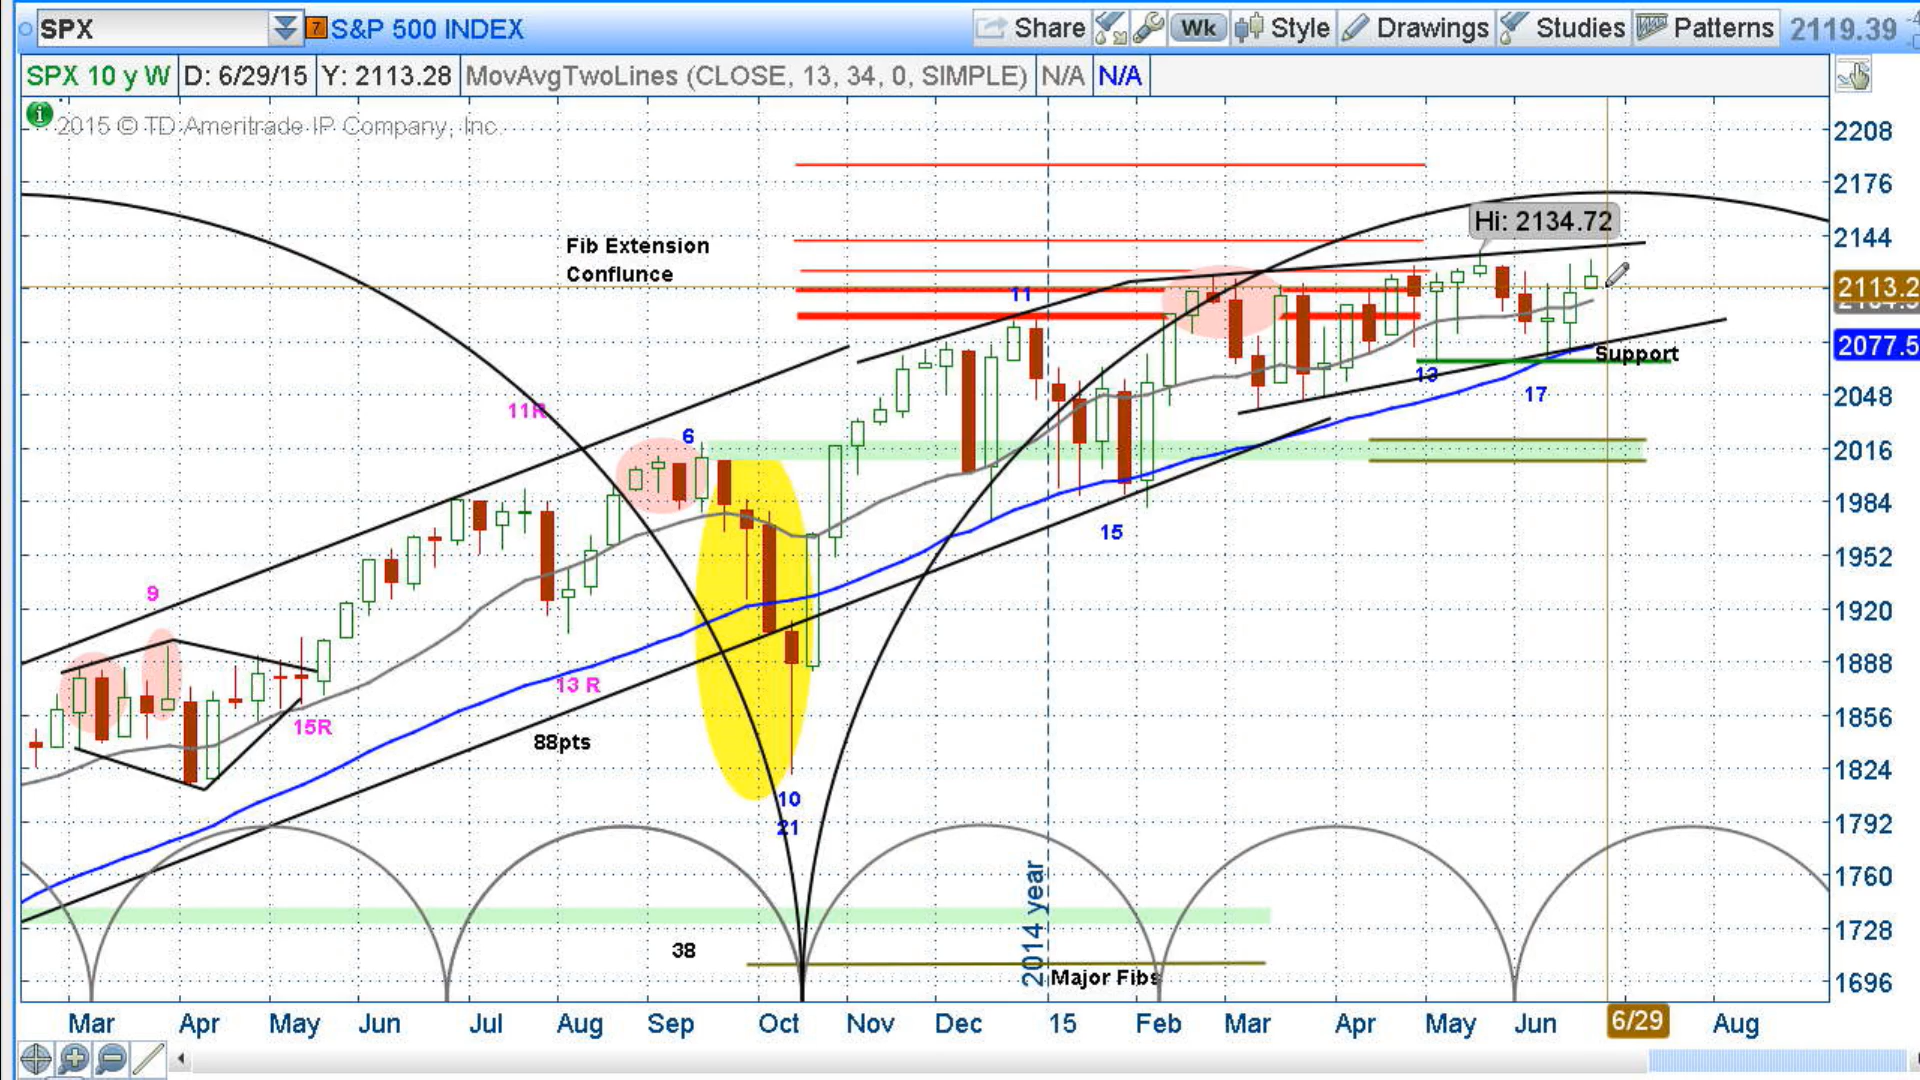 SPX
7
S&P 500 INDEX
Share
Wk
Style
Drawings
Studies
Patterns
2119.39
SPX 10 y W
D: 6/29/15
Y: 2113.28
MovAvgTwoLines (CLOSE, 13, 34, 0, SIMPLE)
N/A
N/A
2015 © TD Ameritrade IP Company, Inc.
2208
2176
2144
2113.2
2077.5
2048
2016
1984
1952
1920
1888
1856
1824
1792
1760
1728
1696
Hi: 2134.72
Fib Extension
Conflunce
11
11R
6
13
Support
17
15
9
13 R
15R
88pts
10
21
2014 year
38
Major Fibs
Mar
Apr
May
Jun
Jul
Aug
Sep
Oct
Nov
Dec
15
Feb
Mar
Apr
May
Jun
6/29
Aug